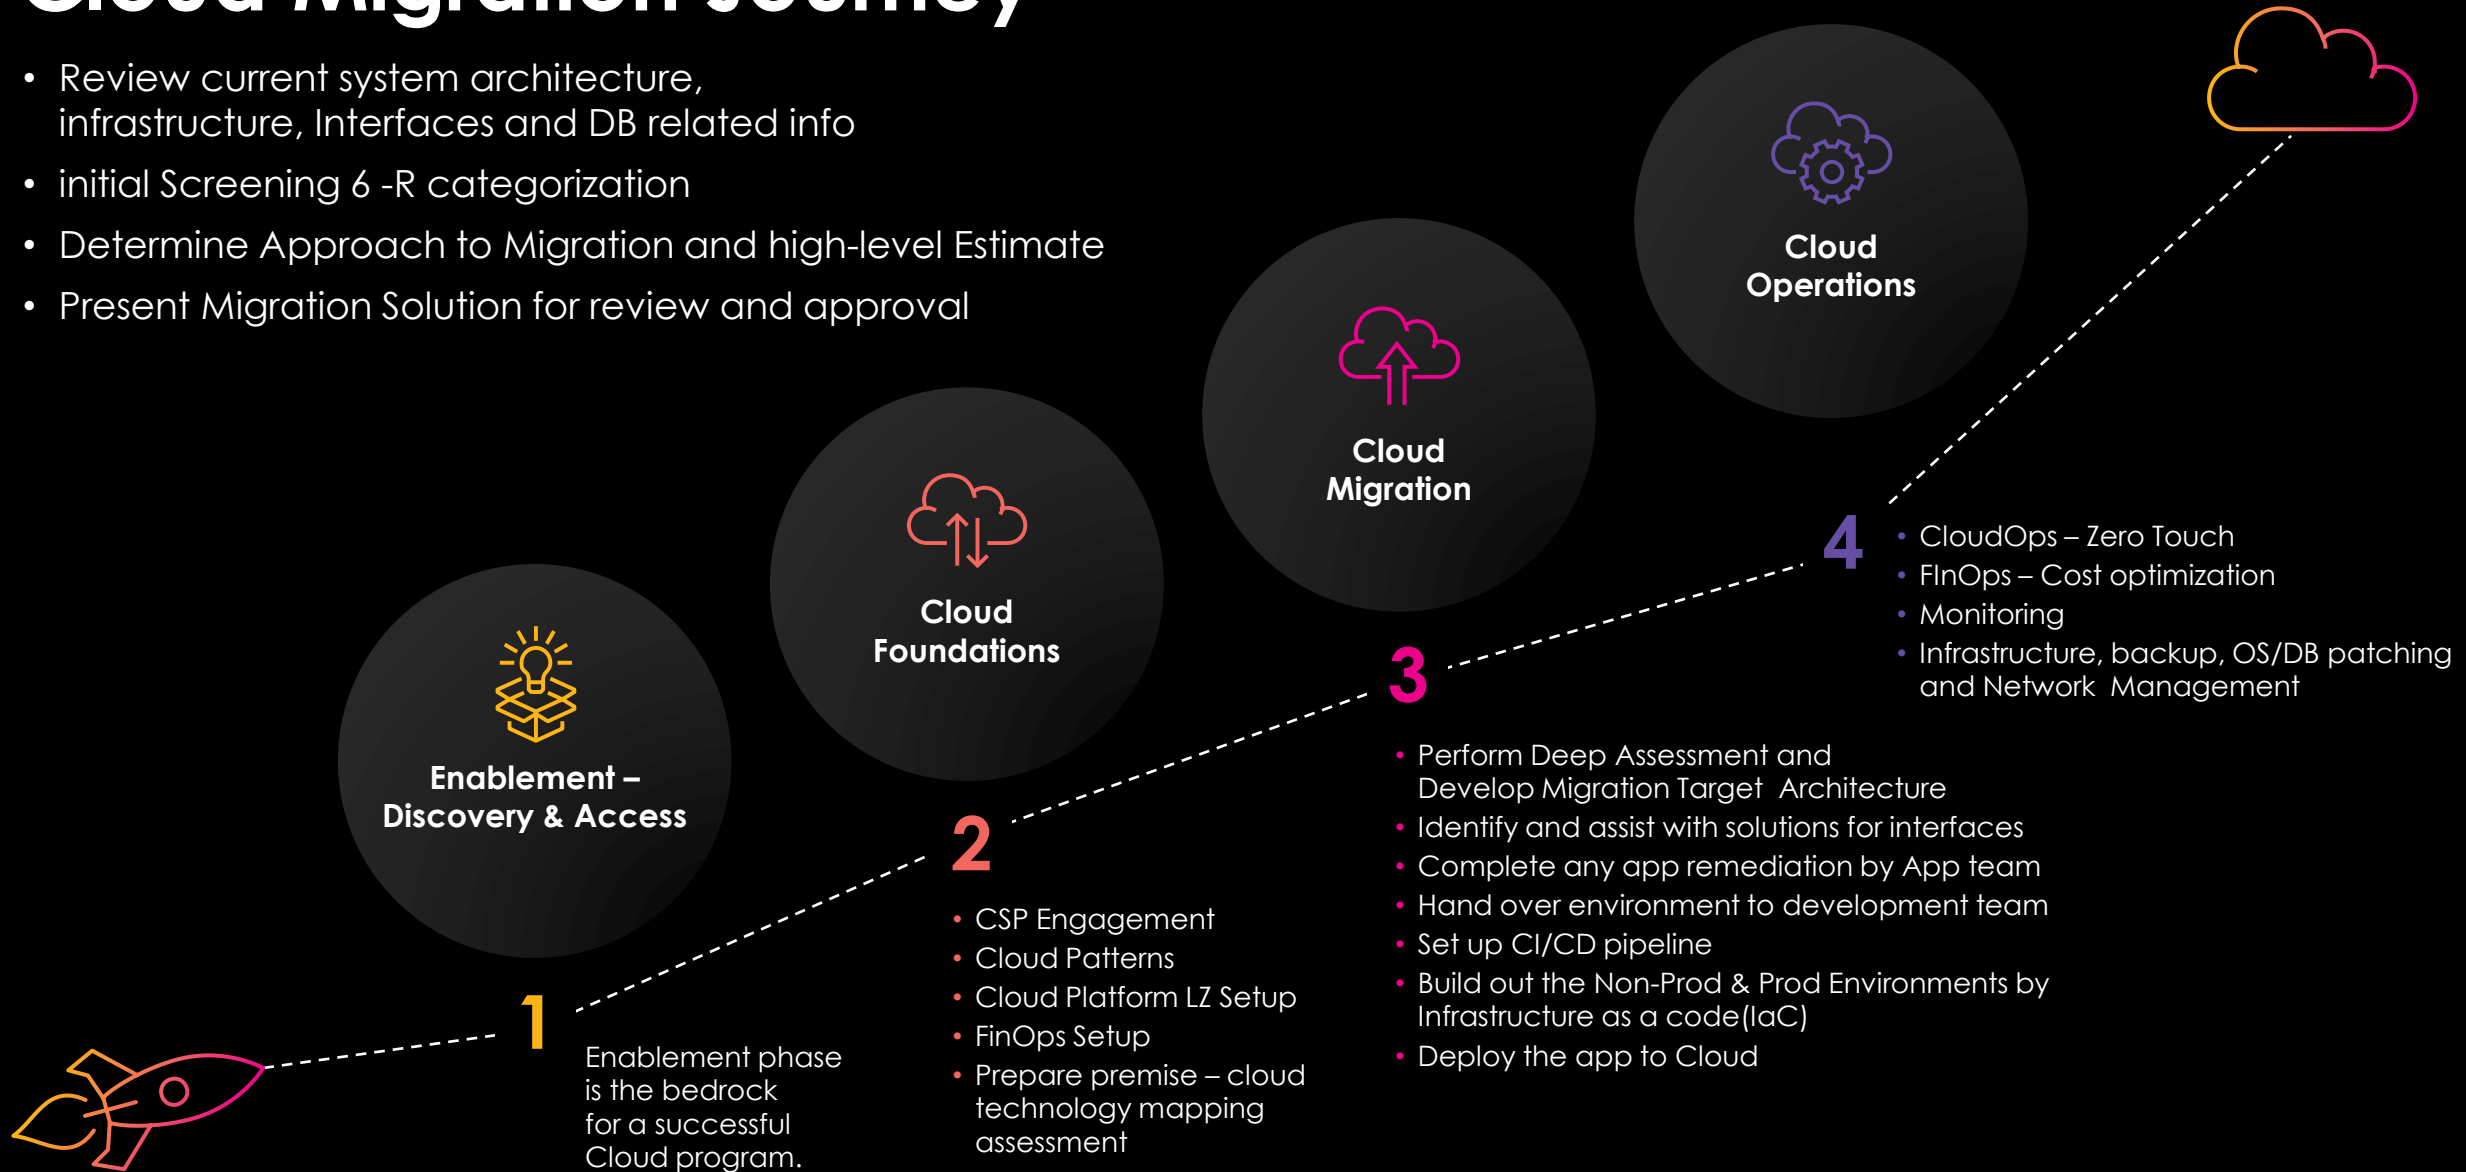 Cloud Migration Journey
• Review current system architecture,
infrastructure, Interfaces and DB related info
• initial Screening 6 -R categorization
• Determine Approach to Migration and high-level Estimate
• Present Migration Solution for review and approval
Enablement –
Discovery & Access
1
Enablement phase
is the bedrock
for a successful
Cloud program.
Cloud
Foundations
2
• CSP Engagement
• Cloud Patterns
• Cloud Platform LZ Setup
• FinOps Setup
• Prepare premise – cloud
technology mapping
assessment
Cloud
Migration
3
• Perform Deep Assessment and
Develop Migration Target  Architecture
• Identify and assist with solutions for interfaces
• Complete any app remediation by App team
• Hand over environment to development team
• Set up CI/CD pipeline
• Build out the Non-Prod & Prod Environments by
Infrastructure as a code(IaC)
• Deploy the app to Cloud
Cloud
Operations
4
• CloudOps – Zero Touch
• FInOps – Cost optimization
• Monitoring
• Infrastructure, backup, OS/DB patching
and Network  Management